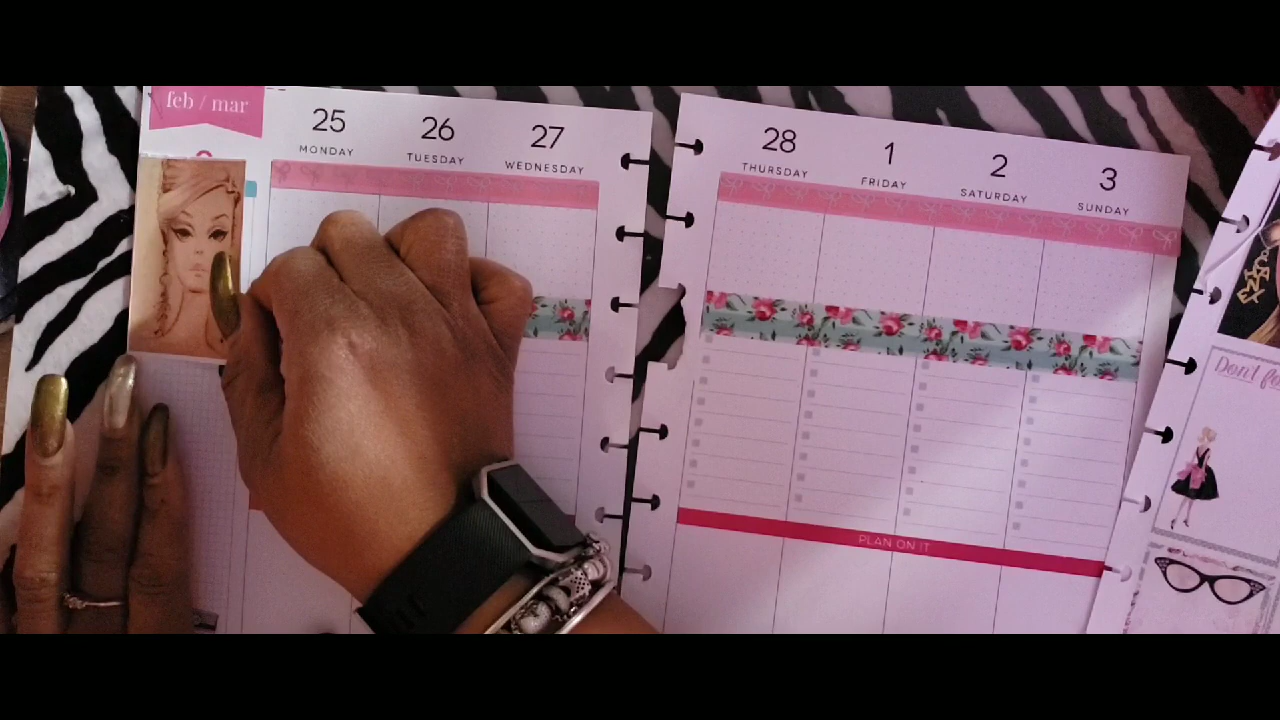 feb / mar
25
MONDAY
26
TUESDAY
27
WEDNESDAY
28
THURSDAY
1
FRIDAY
2
SATURDAY
3
SUNDAY
PLAN ON IT
Don't